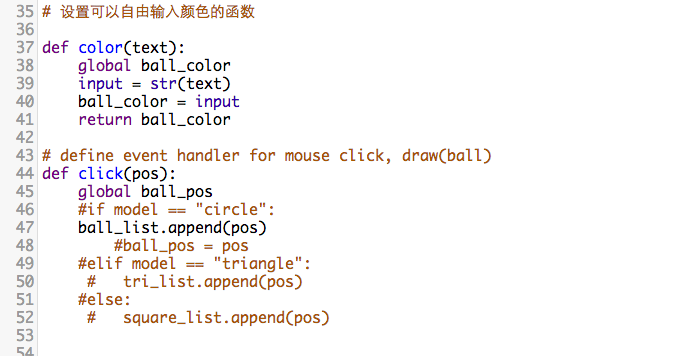 35 # 设置可以自由输入颜色的函数
36
37 def color(text):
38     global ball_color
39     input = str(text)
40     ball_color = input
41     return ball_color
42
43 # define event handler for mouse click, draw(ball)
44 def click(pos):
45     global ball_pos
46     #if model == "circle":
47     ball_list.append(pos)
48         #ball_pos = pos
49     #elif model == "triangle":
50      #   tri_list.append(pos)
51     #else:
52      #   square_list.append(pos)
53
54